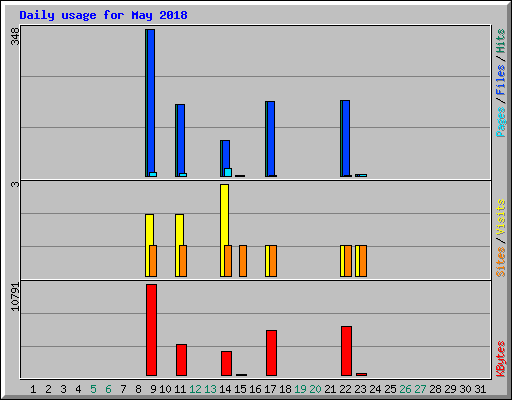 Daily usage for May 2018
348
Pages / Files / Hits
3
Sites / Visits
10791
KBytes
1 2 3 4 5 6 7 8 9 10 11 12 13 14 15 16 17 18 19 20 21 22 23 24 25 26 27 28 29 30 31